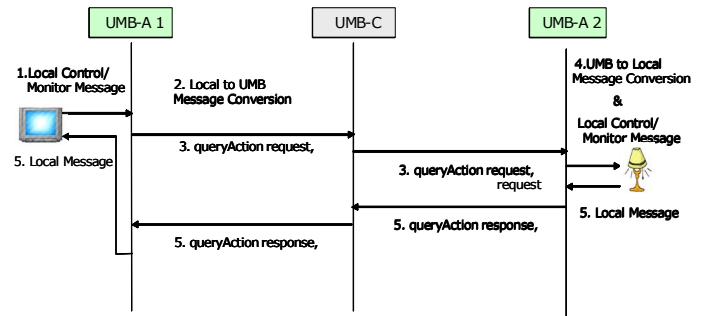 UMB-A 1
UMB-C
UMB-A 2
1.Local Control/
Monitor Message
2. Local to UMB
Message Conversion
4.UMB to Local
Message Conversion
&
Local Control/
Monitor Message
3. queryAction request,
5. Local Message
3. queryAction request,
request
5. Local Message
5. queryAction response,
5. queryAction response,